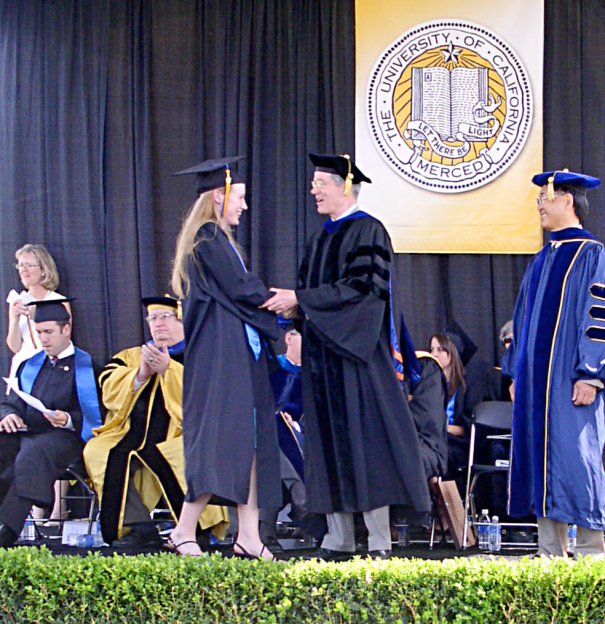 THE UNIVERSITY OF CALIFORNIA
LET THERE BE LIGHT
MERCED